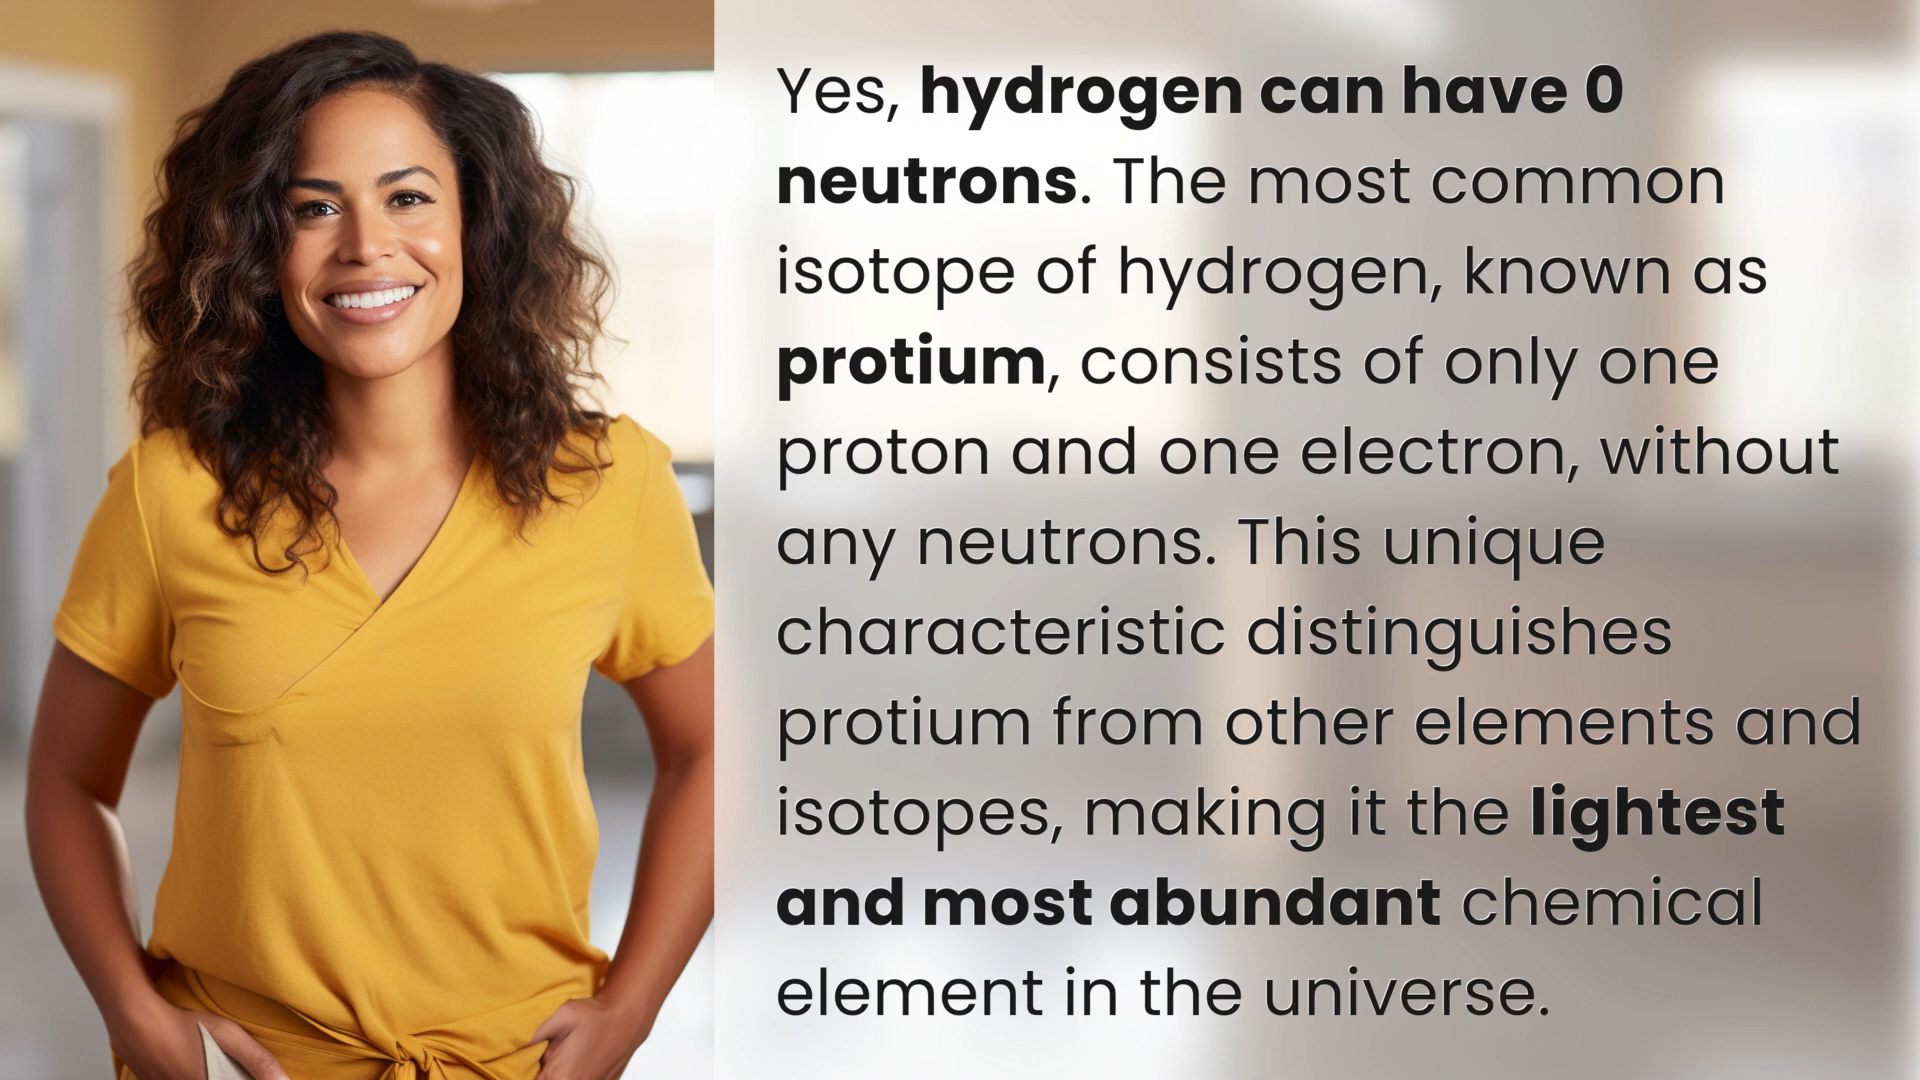 Yes, hydrogen can have 0
neutrons. The most common
isotope of hydrogen, known as
protium, consists of only one
proton and one electron, without
any neutrons. This unique
characteristic distinguishes
protium from other elements and
isotopes, making it the lightest
and most abundant chemical
element in the universe.